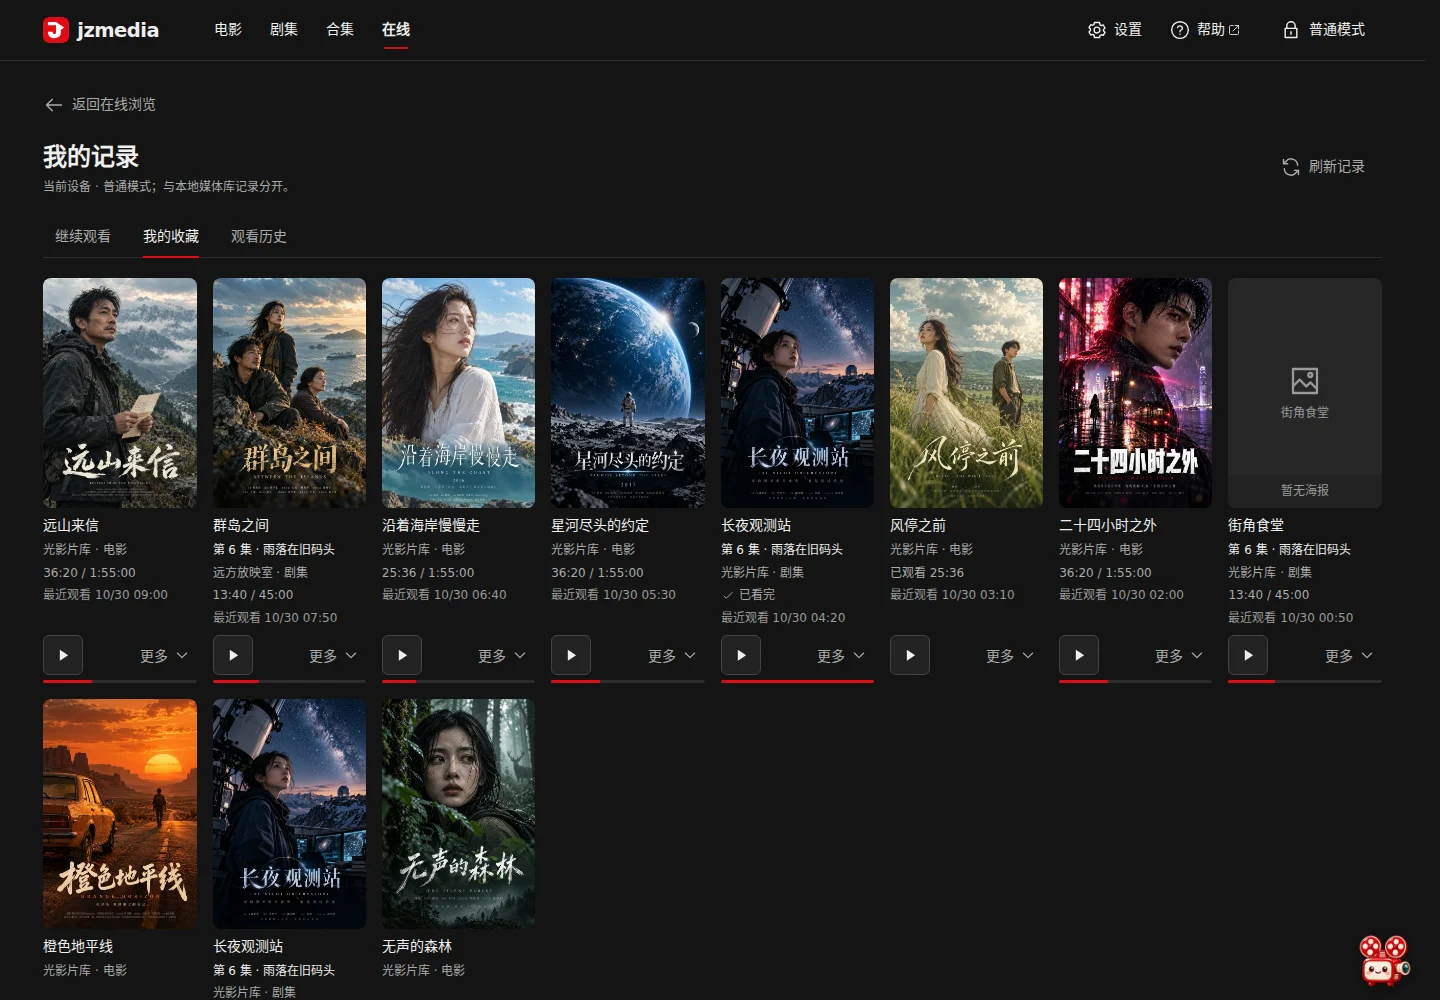 jzmedia
电影
剧集
合集
在线
设置
帮助
普通模式
返回在线浏览
我的记录
当前设备 · 普通模式；与本地媒体库记录分开。
刷新记录
继续观看
我的收藏
观看历史
远山来信
群岛之间
BETWEEN THE ISLANDS
沿着海岸慢慢走
ALONG THE COAST
星河尽头的约定
长夜观测站
风停之前
二十四小时之外
街角食堂
暂无海报
远山来信
光影片库 · 电影
36:20 / 1:55:00
最近观看 10/30 09:00
更多
群岛之间
第 6 集 · 雨落在旧码头
远方放映室 · 剧集
13:40 / 45:00
最近观看 10/30 07:50
更多
沿着海岸慢慢走
光影片库 · 电影
25:36 / 1:55:00
最近观看 10/30 06:40
更多
星河尽头的约定
光影片库 · 电影
36:20 / 1:55:00
最近观看 10/30 05:30
更多
长夜观测站
第 6 集 · 雨落在旧码头
光影片库 · 剧集
已看完
最近观看 10/30 04:20
更多
风停之前
光影片库 · 电影
已观看 25:36
最近观看 10/30 03:10
更多
二十四小时之外
光影片库 · 电影
36:20 / 1:55:00
最近观看 10/30 02:00
更多
街角食堂
第 6 集 · 雨落在旧码头
光影片库 · 剧集
13:40 / 45:00
最近观看 10/30 00:50
更多
橙色地平线
ORANGE HORIZON
长夜观测站
无声的森林
THE SILENT FOREST
橙色地平线
光影片库 · 电影
长夜观测站
第 6 集 · 雨落在旧码头
光影片库 · 剧集
无声的森林
光影片库 · 电影